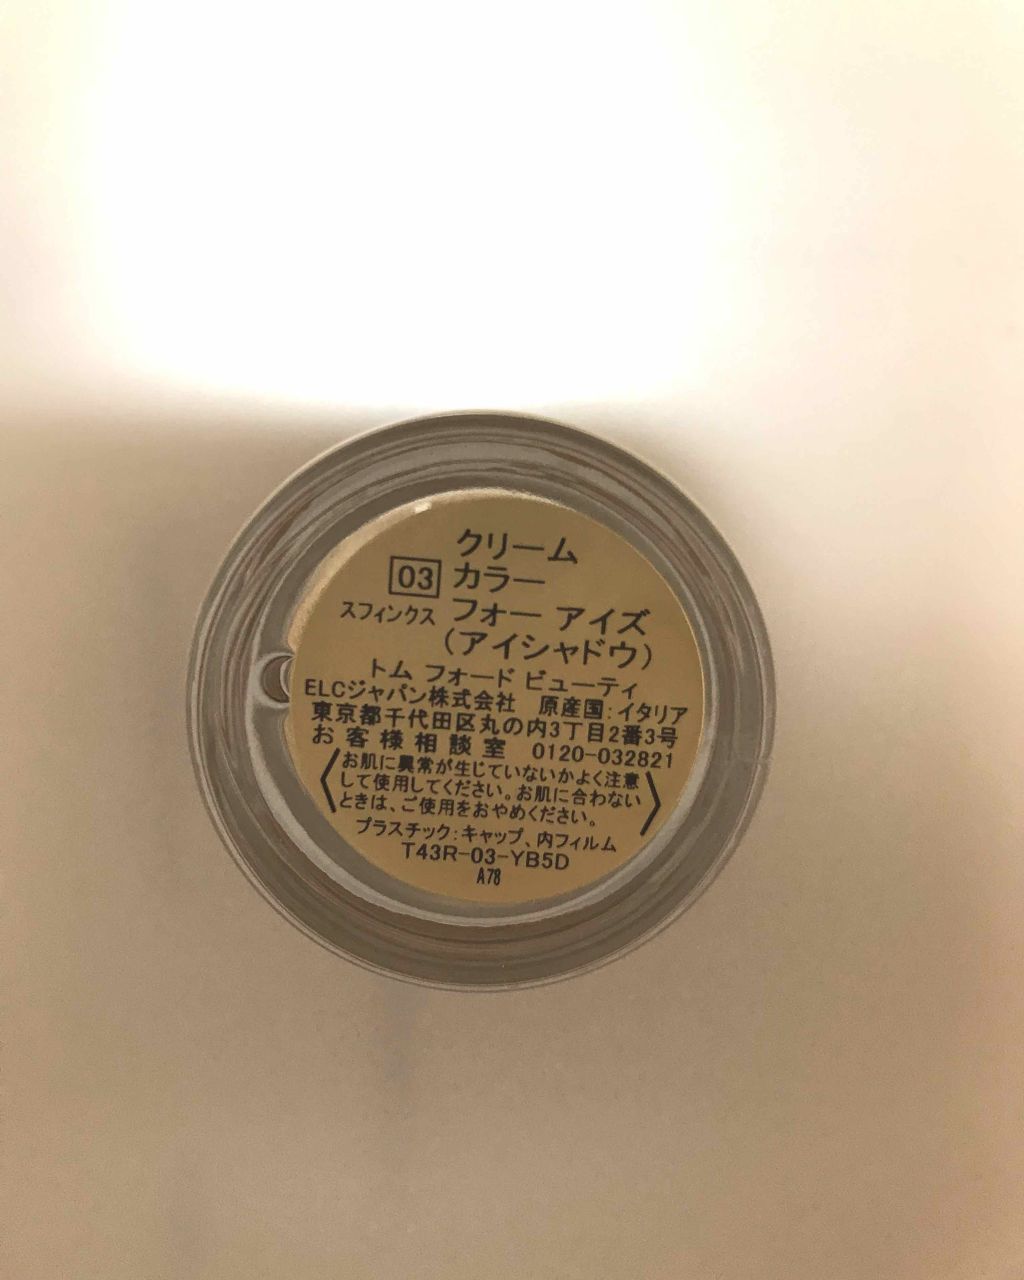 クリーム
03 カラー
スフィンクス フォー アイズ
(アイシャドウ)
トム フォード ビューティ
ELCジャパン株式会社 原産国:イタリア
東京都千代田区丸の内3丁目2番3号
お客様相談室 0120-032821
〈お肌に異常が生じていないかよく注意
して使用してください。お肌に合わない
ときは、ご使用をおやめください。〉
プラスチック:キャップ、内フィルム
T43R-03-YB5D
A78